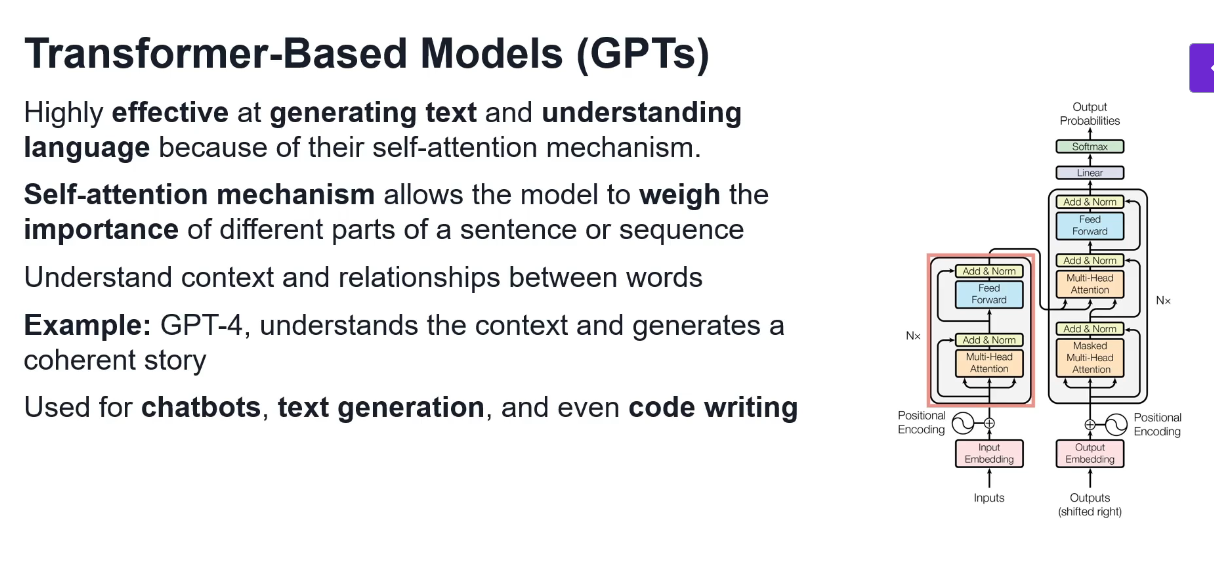 Transformer-Based Models (GPTs)
Highly effective at generating text and understanding
language because of their self-attention mechanism.
Self-attention mechanism allows the model to weigh the
importance of different parts of a sentence or sequence
Understand context and relationships between words
Example: GPT-4, understands the context and generates a
coherent story
Used for chatbots, text generation, and even code writing
Output
Probabilities
Softmax
Linear
Add & Norm
Feed
Forward
Add & Norm
Multi-Head
Attention
Add & Norm
Masked
Multi-Head
Attention
Nx
Positional
Encoding
Output
Embedding
Outputs
(shifted right)
Add & Norm
Feed
Forward
Add & Norm
Multi-Head
Attention
Nx
Positional
Encoding
Input
Embedding
Inputs